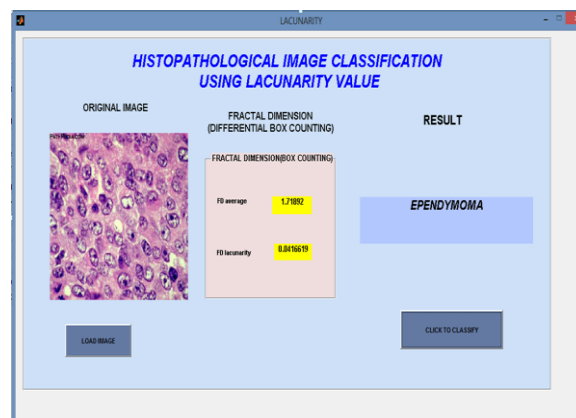 LACUNARITY
HISTOPATHOLOGICAL IMAGE CLASSIFICATION
USING LACUNARITY VALUE
ORIGINAL IMAGE
FRACTAL DIMENSION
(DIFFERENTIAL BOX COUNTING)
RESULT
FRACTAL DIMENSION(BOX COUNTING)
FD average 1.71892
FD lacunarity 0.0416619
EPENDYMOMA
LOAD IMAGE
CLICK TO CLASSIFY